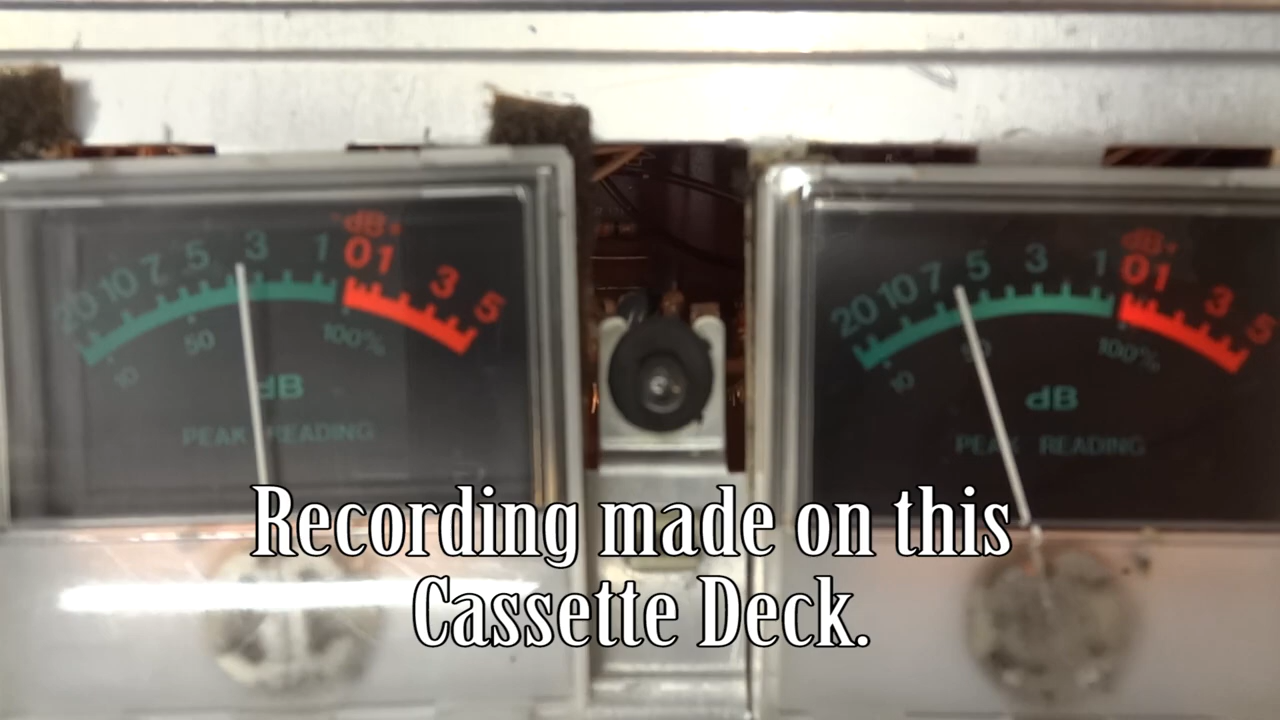 -dB+
20 10 7 5 3 1 0 1 3 5
10 50 100%
dB
PEAK READING
-dB+
20 10 7 5 3 1 0 1 3 5
10 50 100%
dB
PEAK READING
Recording made on this
Cassette Deck.